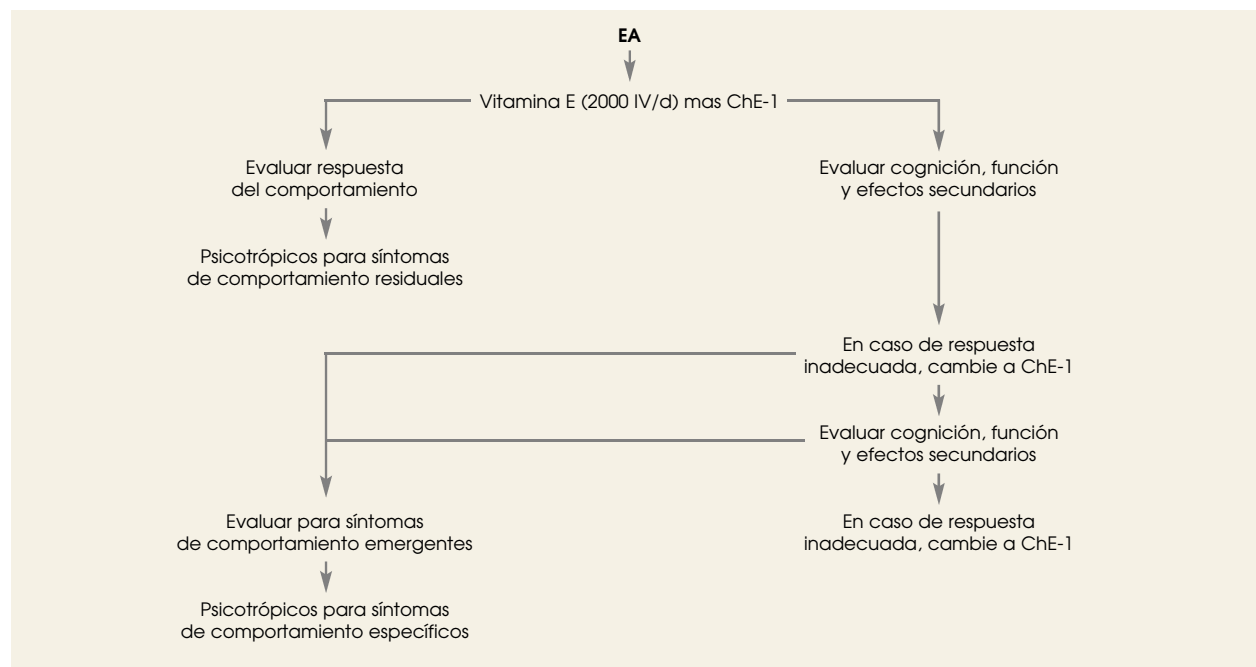 EA
Vitamina E (2000 IV/d) mas ChE-1
Evaluar respuesta
del comportamiento
Evaluar cognición, función
y efectos secundarios
Psicotrópicos para síntomas
de comportamiento residuales
En caso de respuesta
inadecuada, cambie a ChE-1
Evaluar cognición, función
y efectos secundarios
Evaluar para síntomas
de comportamiento emergentes
En caso de respuesta
inadecuada, cambie a ChE-1
Psicotrópicos para síntomas
de comportamiento específicos